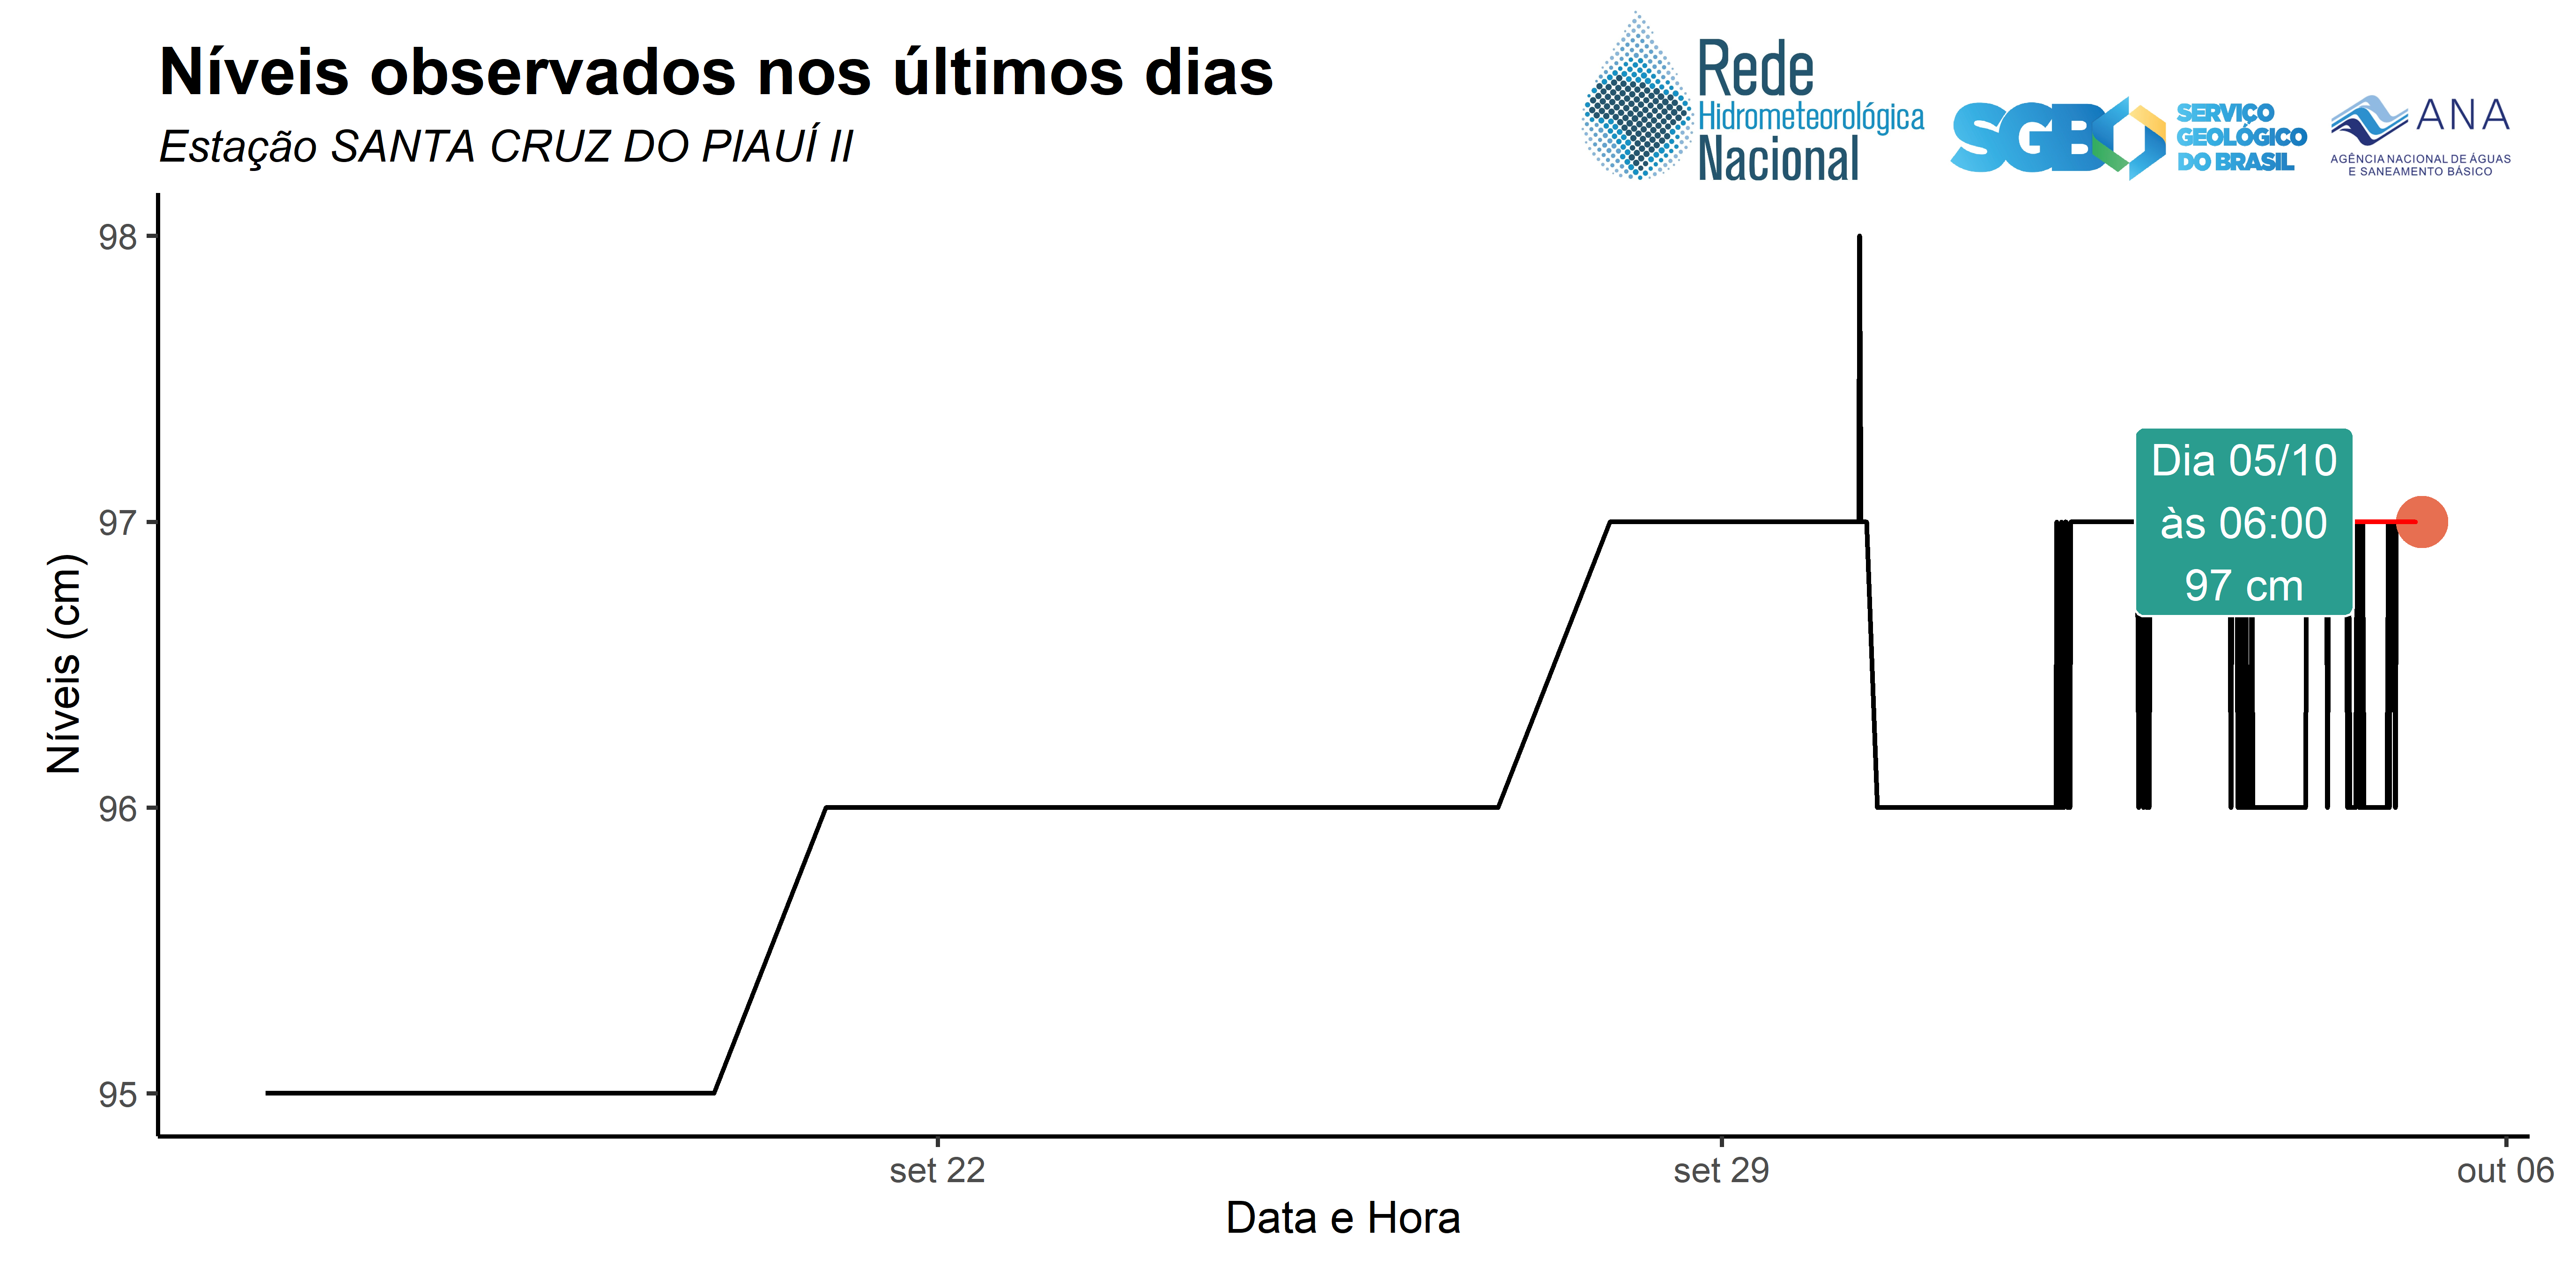 Níveis observados nos últimos dias
Estação SANTA CRUZ DO PIAUÍ II
Rede
Hidrometeorológica
Nacional
SGB
SERVIÇO
GEOLÓGICO
DO BRASIL
ANA
AGÊNCIA NACIONAL DE ÁGUAS
E SANEAMENTO BÁSICO
98
97
96
95
Níveis (cm)
Dia 05/10
às 06:00
97 cm
set 22
set 29
out 06
Data e Hora